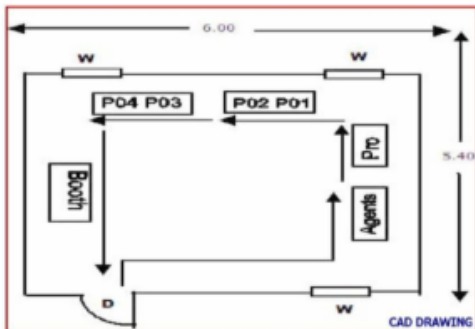 6.00
W
W
P04 P03
P02 P01
Pro
5.40
Booth
Agents
D
W
CAD DRAWING